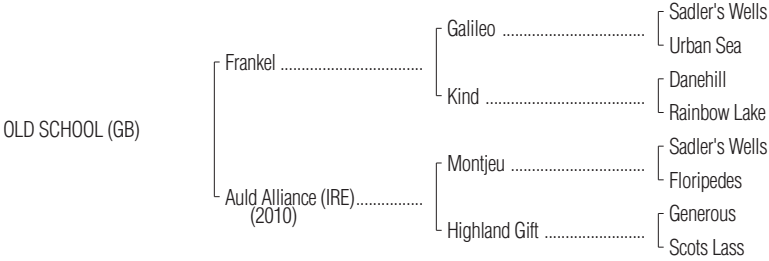 Sadler's Wells
Galileo ....................................
Urban Sea
Frankel ....................................
Danehill
Kind ........................................
Rainbow Lake
OLD SCHOOL (GB)
Sadler's Wells
Montjeu ..................................
Floripedes
Auld Alliance (IRE).................
(2010)
Generous
Highland Gift .........................
Scots Lass